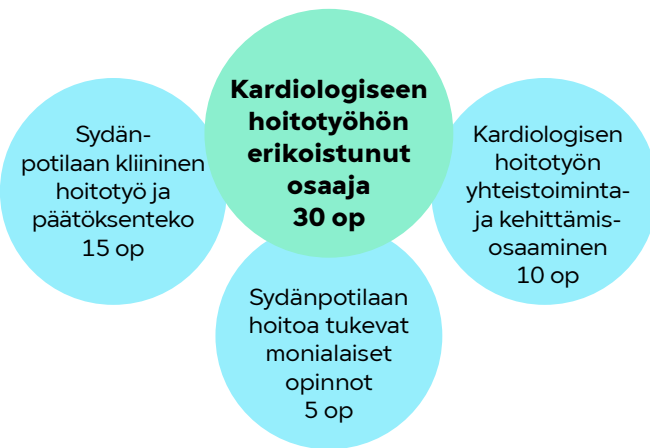 Kardiologiseen
hoitotyöhön
erikoistunut
osaaja
30 op
Sydän-
potilaan kliininen
hoitotyö ja
päätöksenteko
15 op
Kardiologisen
hoitotyön
yhteistoiminta-
ja kehittämis-
osaaminen
10 op
Sydänpotilaan
hoitoa tukevat
monialaiset
opinnot
5 op